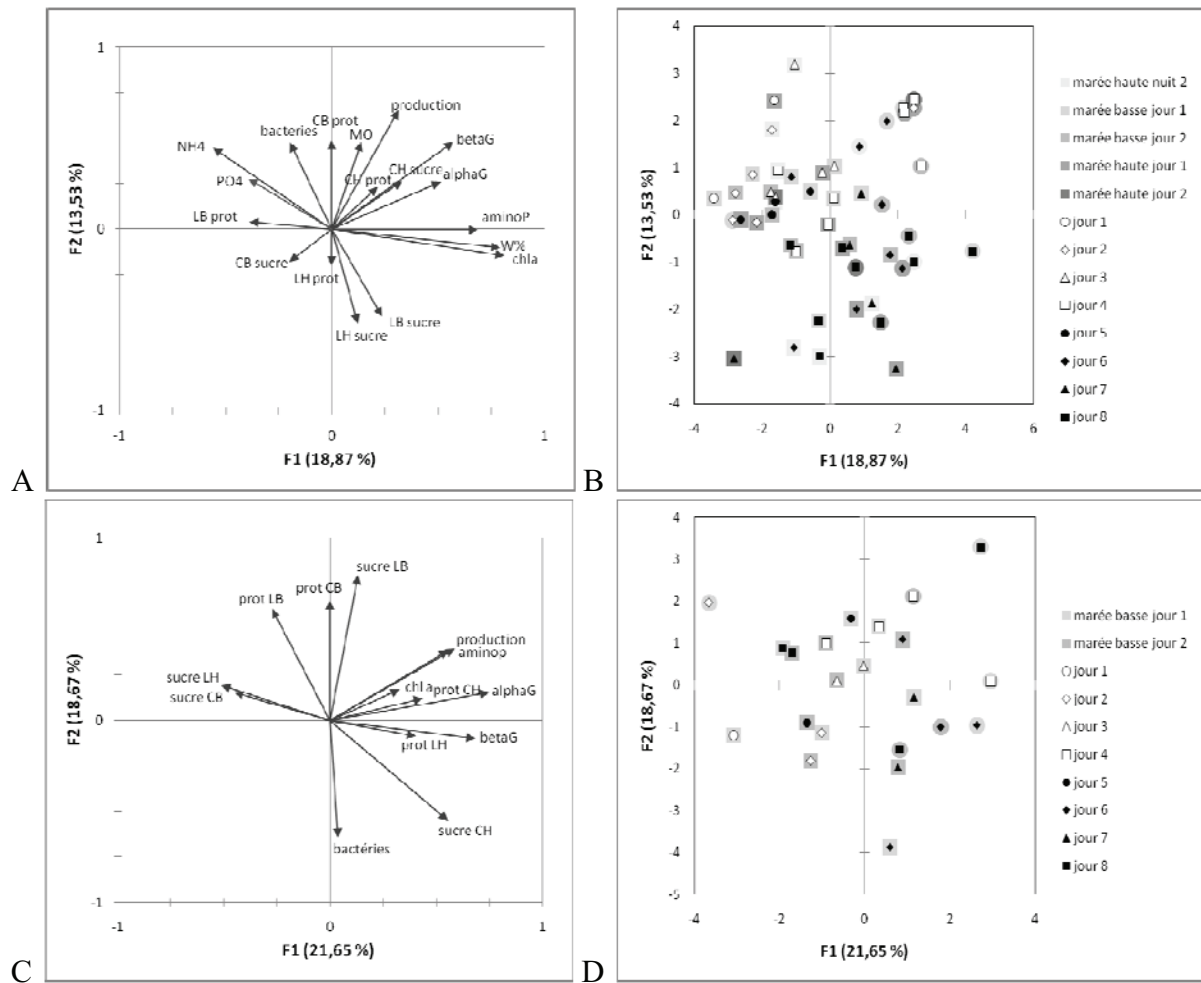 1
production
CB prot
bacteries
MO
betaG
NH4
CH sucre
CH prot
alphaG
PO4
LB prot
aminoP
F2 (13,53 %)
0
W%
chla
CB sucre
LH prot
LB sucre
LH sucre
-1
-1
0
1
F1 (18,87 %)
A
4
3
2
1
0
-1
-2
-3
-4
F2 (13,53 %)
-4
-2
0
2
4
6
F1 (18,87 %)
marée haute nuit 2
marée basse jour 1
marée basse jour 2
marée haute jour 1
marée haute jour 2
jour 1
jour 2
jour 3
jour 4
jour 5
jour 6
jour 7
jour 8
B
1
sucre LB
prot CB
prot LB
production
aminop
sucre LH
sucre CB
chla
prot CH
alphaG
F2 (18,67 %)
0
prot LH
betaG
sucre CH
bactéries
-1
-1
0
1
F1 (21,65 %)
C
4
3
2
1
0
-1
-2
-3
-4
-5
F2 (18,67 %)
-4
-2
0
2
4
F1 (21,65 %)
marée basse jour 1
marée basse jour 2
jour 1
jour 2
jour 3
jour 4
jour 5
jour 6
jour 7
jour 8
D